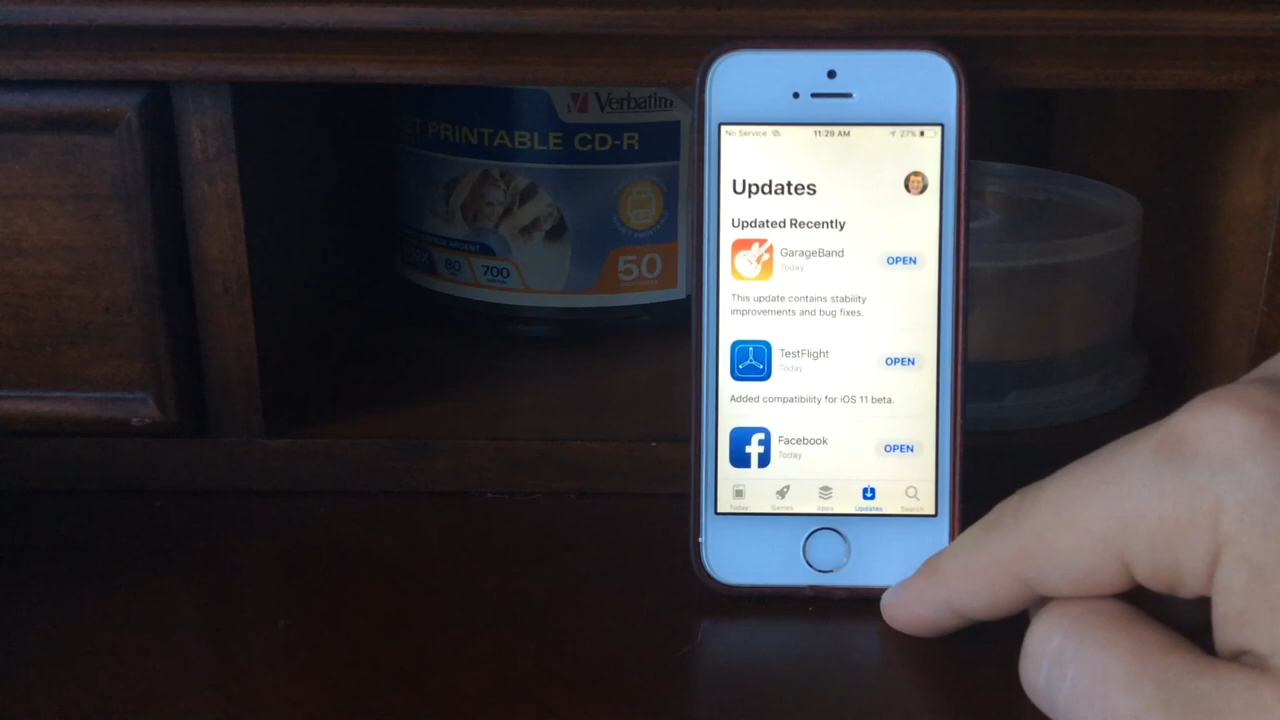 Verbatim
ET PRINTABLE CD-R
ARGENT
80
700
50
No Service
11:29 AM
27%
Updates
Updated Recently
GarageBand
Today
OPEN
This update contains stability
improvements and bug fixes.
TestFlight
Today
OPEN
Added compatibility for iOS 11 beta.
Facebook
Today
OPEN
Today
Games
Apps
Updates
Search